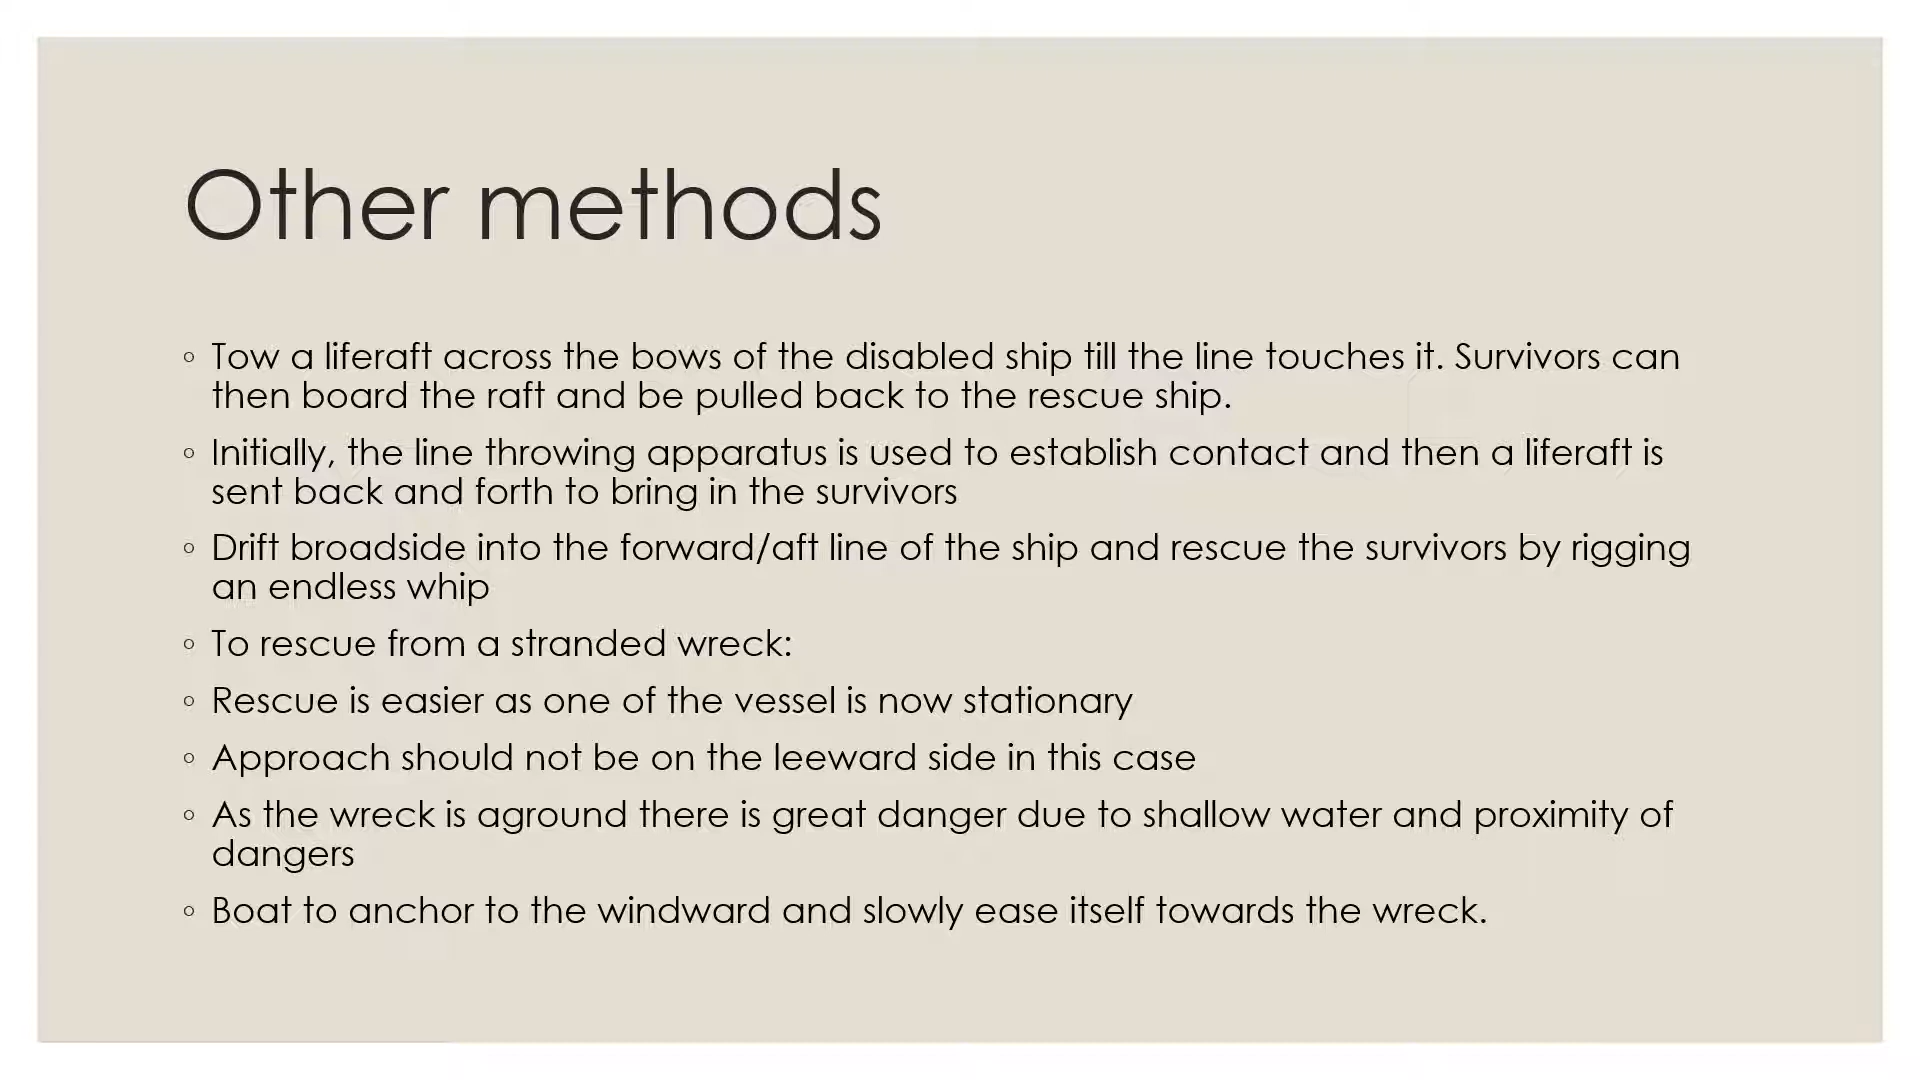 Other methods
◦ Tow a liferaft across the bows of the disabled ship till the line touches it. Survivors can
then board the raft and be pulled back to the rescue ship.
◦ Initially, the line throwing apparatus is used to establish contact and then a liferaft is
sent back and forth to bring in the survivors
◦ Drift broadside into the forward/aft line of the ship and rescue the survivors by rigging
an endless whip
◦ To rescue from a stranded wreck:
◦ Rescue is easier as one of the vessel is now stationary
◦ Approach should not be on the leeward side in this case
◦ As the wreck is aground there is great danger due to shallow water and proximity of
dangers
◦ Boat to anchor to the windward and slowly ease itself towards the wreck.